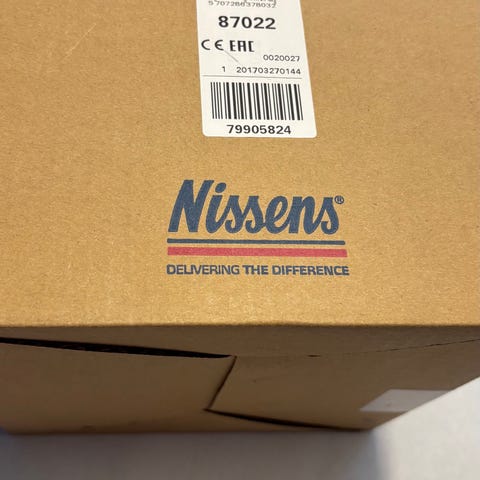 5707286378032
87022
CE EAC
0020027
1 201703270144
79905824
Nissens®
DELIVERING THE DIFFERENCE